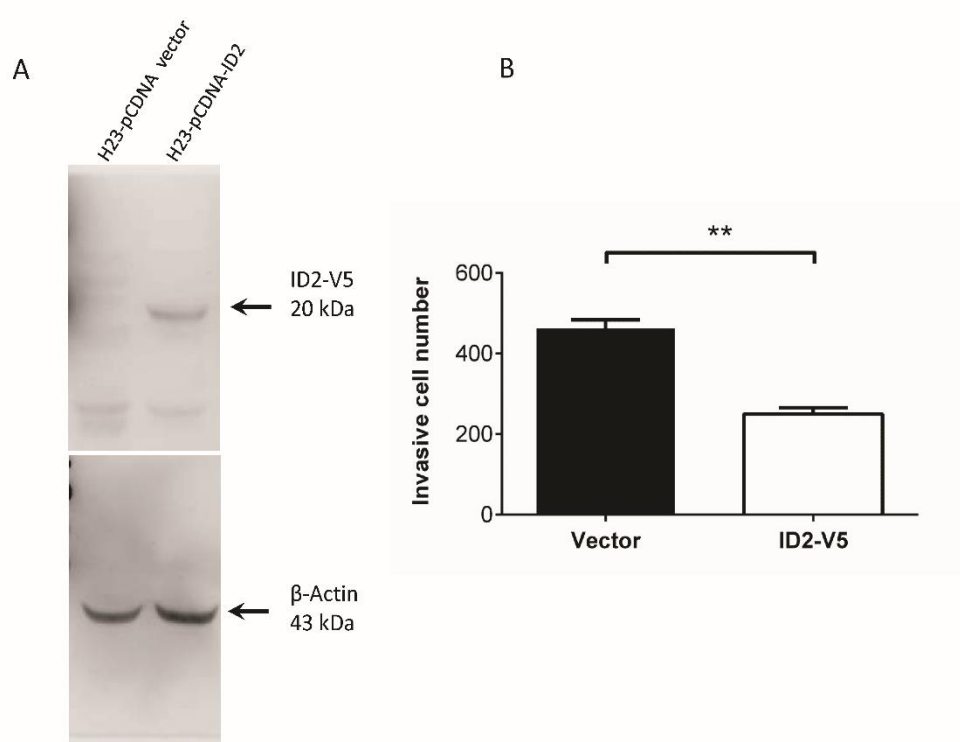 A
H23-pCDNA vector
H23-pCDNA-ID2
ID2-V5
20 kDa
β-Actin
43 kDa
B
**
Invasive cell number
600
400
200
0
Vector
ID2-V5